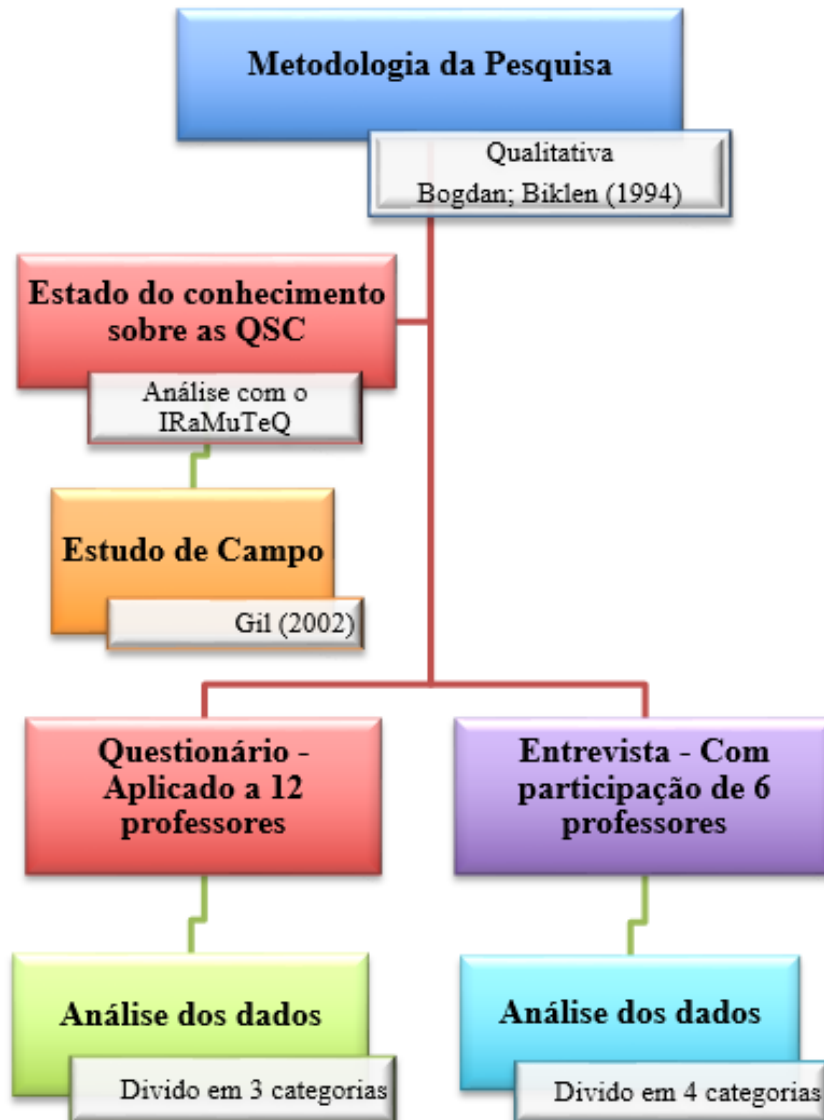 Metodologia da Pesquisa
Qualitativa
Bogdan; Biklen (1994)
Estado do conhecimento
sobre as QSC
Análise com o
IRaMuTeQ
Estudo de Campo
Gil (2002)
Questionário -
Aplicado a 12
professores
Entrevista - Com
participação de 6
professores
Análise dos dados
Divido em 3 categorias
Análise dos dados
Divido em 4 categorias